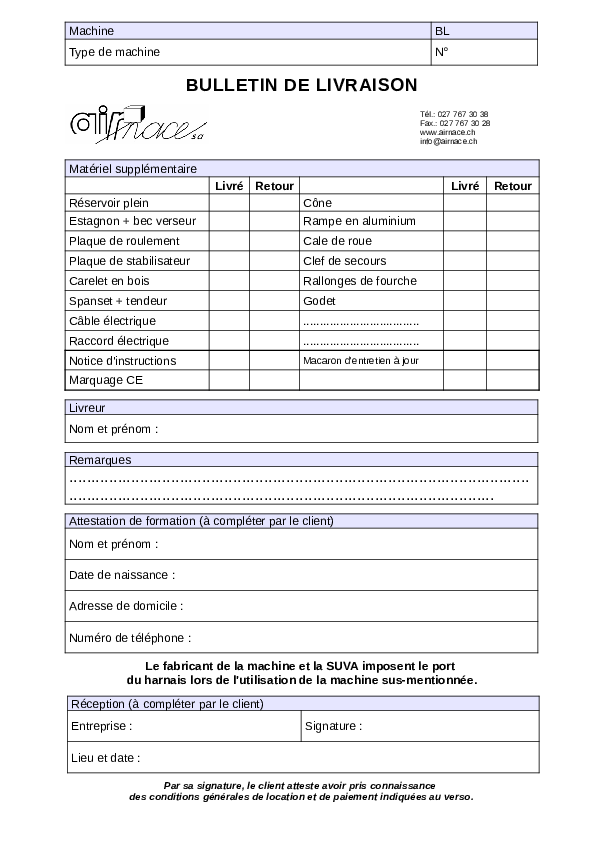 Machine BL
Type de machine N°
BULLETIN DE LIVRAISON
airnace sa
Tél.: 027 767 30 38
Fax.: 027 767 30 28
www.airnace.ch
info@airnace.ch
Matériel supplémentaire
Livré Retour Livré Retour
Réservoir plein Cône
Estagnon + bec verseur Rampe en aluminium
Plaque de roulement Cale de roue
Plaque de stabilisateur Clef de secours
Carelet en bois Rallonges de fourche
Spanset + tendeur Godet
Câble électrique ...................................
Raccord électrique ...................................
Notice d'instructions Macaron d'entretien à jour
Marquage CE
Livreur
Nom et prénom :
Remarques
........................................................................................................
................................................................................................
Attestation de formation (à compléter par le client)
Nom et prénom :
Date de naissance :
Adresse de domicile :
Numéro de téléphone :
Le fabricant de la machine et la SUVA imposent le port
du harnais lors de l'utilisation de la machine sus-mentionnée.
Réception (à compléter par le client)
Entreprise : Signature :
Lieu et date :
Par sa signature, le client atteste avoir pris connaissance
des conditions générales de location et de paiement indiquées au verso.